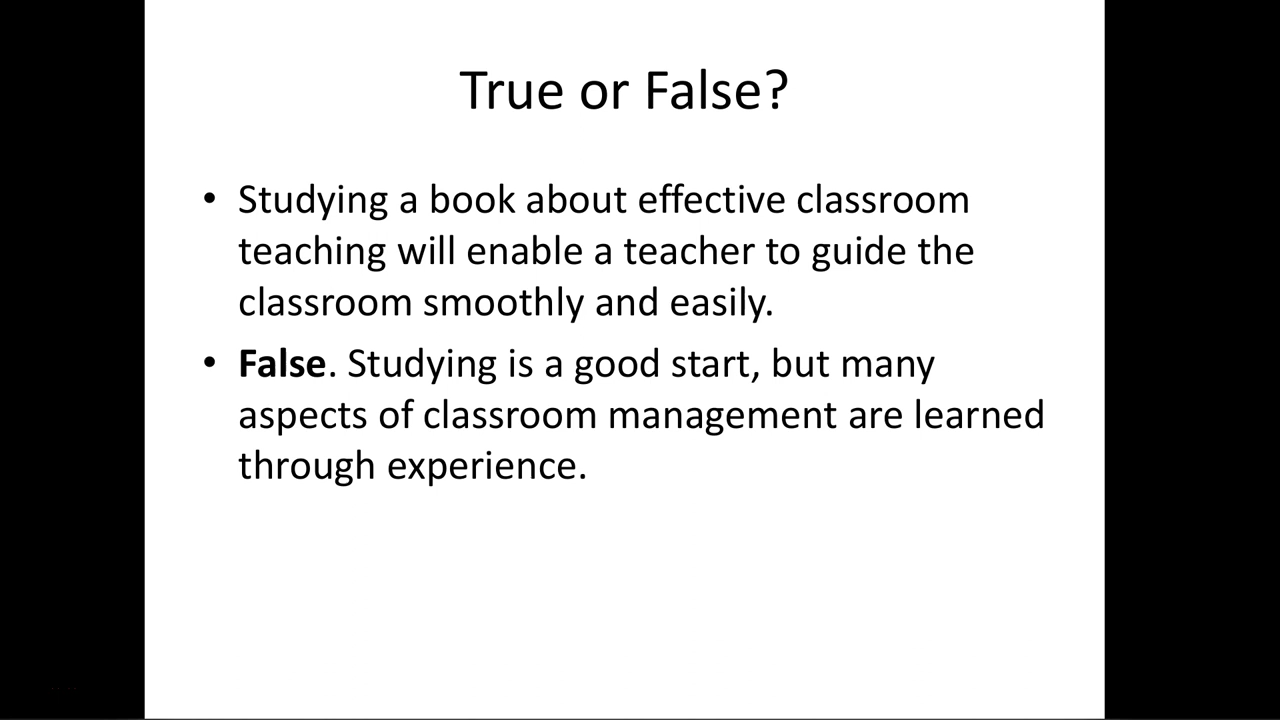 True or False?
• Studying a book about effective classroom
teaching will enable a teacher to guide the
classroom smoothly and easily.
• False. Studying is a good start, but many
aspects of classroom management are learned
through experience.